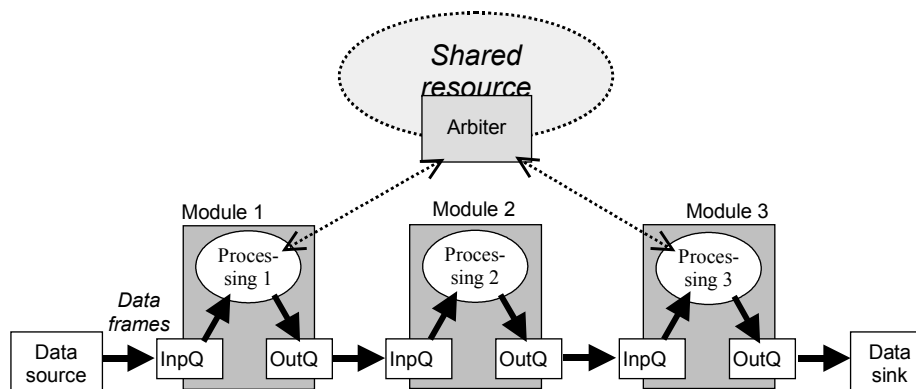 Shared
resource
Arbiter
Module 1
Module 2
Module 3
Proces-
sing 1
Proces-
sing 2
Proces-
sing 3
Data
frames
Data
source
InpQ
OutQ
InpQ
OutQ
InpQ
OutQ
Data
sink